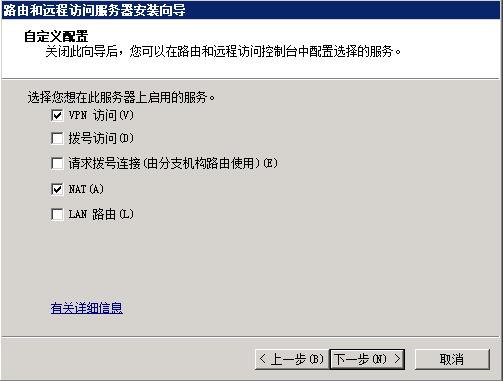 路由和远程访问服务器安装向导
自定义配置
关闭此向导后，您可以在路由和远程访问控制台中配置选择的服务。
选择您想在此服务器上启用的服务。
VPN 访问(V)
拨号访问(D)
请求拨号连接(由分支机构路由使用)(E)
NAT(A)
LAN 路由(L)
有关详细信息
< 上一步(B) 下一步(N) > 取消